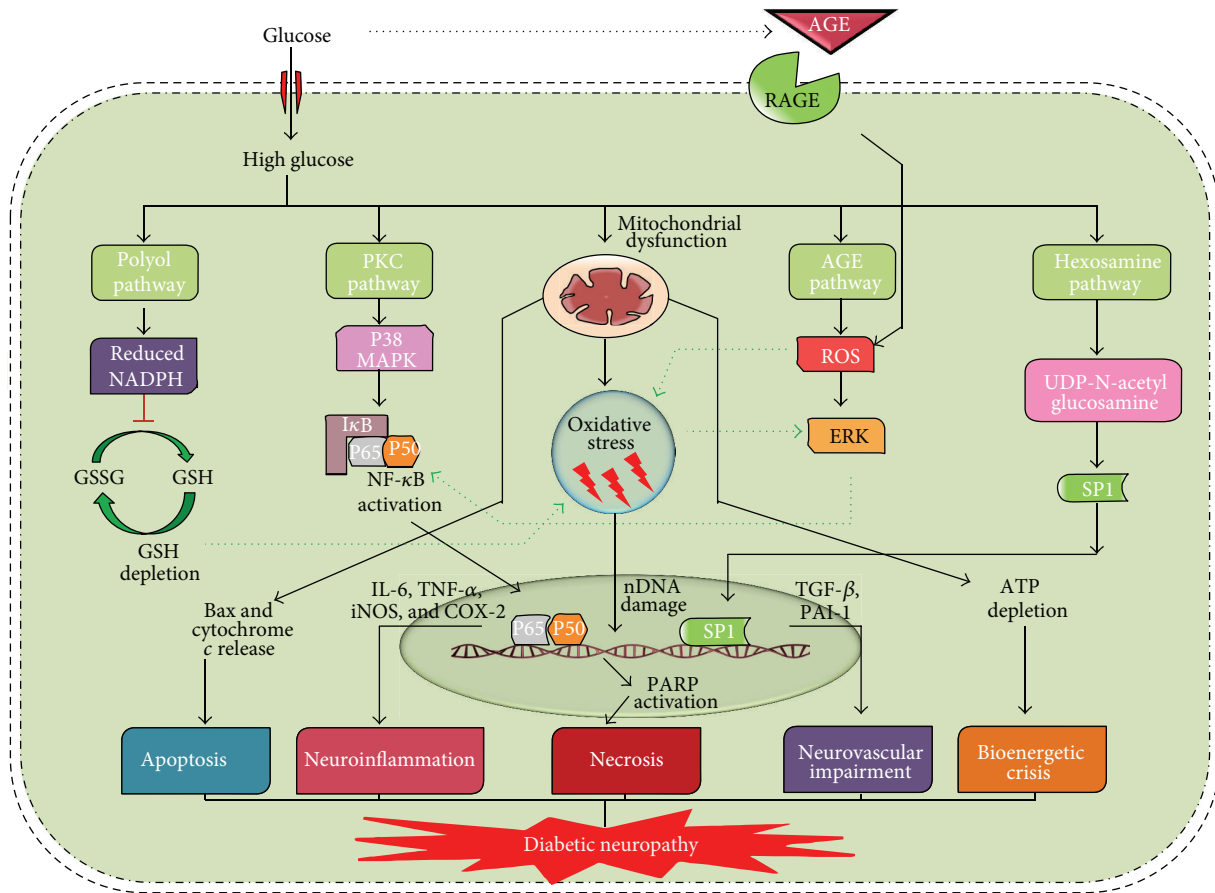 Glucose
AGE
RAGE
High glucose
Mitochondrial
dysfunction
Polyol
pathway
PKC
pathway
AGE
pathway
Hexosamine
pathway
Reduced
NADPH
P38
MAPK
ROS
UDP-N-acetyl
glucosamine
Oxidative
stress
IκB
P65
P50
ERK
GSSG
GSH
NF-κB
activation
SP1
GSH
depletion
IL-6, TNF-α,
iNOS, and COX-2
nDNA
damage
TGF-β,
PAI-1
ATP
depletion
Bax and
cytochrome
c release
P65
P50
SP1
PARP
activation
Apoptosis
Neuroinflammation
Necrosis
Neurovascular
impairment
Bioenergetic
crisis
Diabetic neuropathy